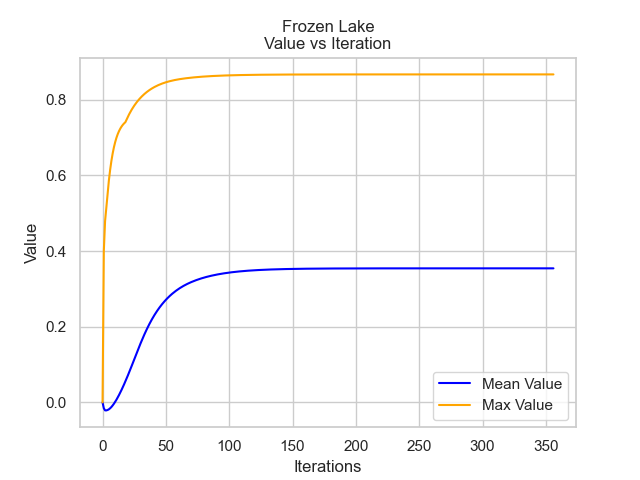 Frozen Lake
Value vs Iteration
Value
0.8
0.6
0.4
0.2
0.0
0
50
100
150
200
250
300
350
Iterations
Mean Value
Max Value